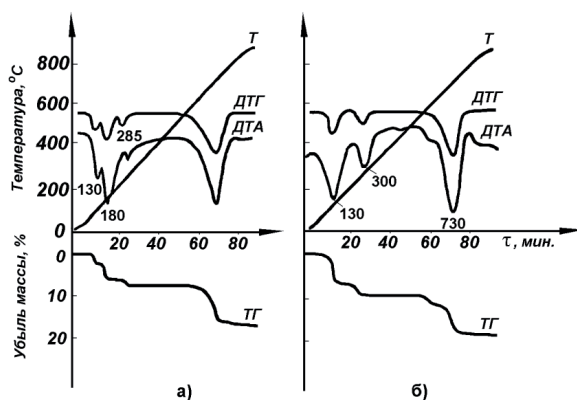 Температура, °С
800
600
400
200
0
130
180
285
Т
ДТГ
ДТА
20 40 60 80
Убыль массы, %
0
10
20
ТГ
а)
Т
ДТГ
ДТА
300
130
730
20 40 60 80 τ, мин.
ТГ
б)